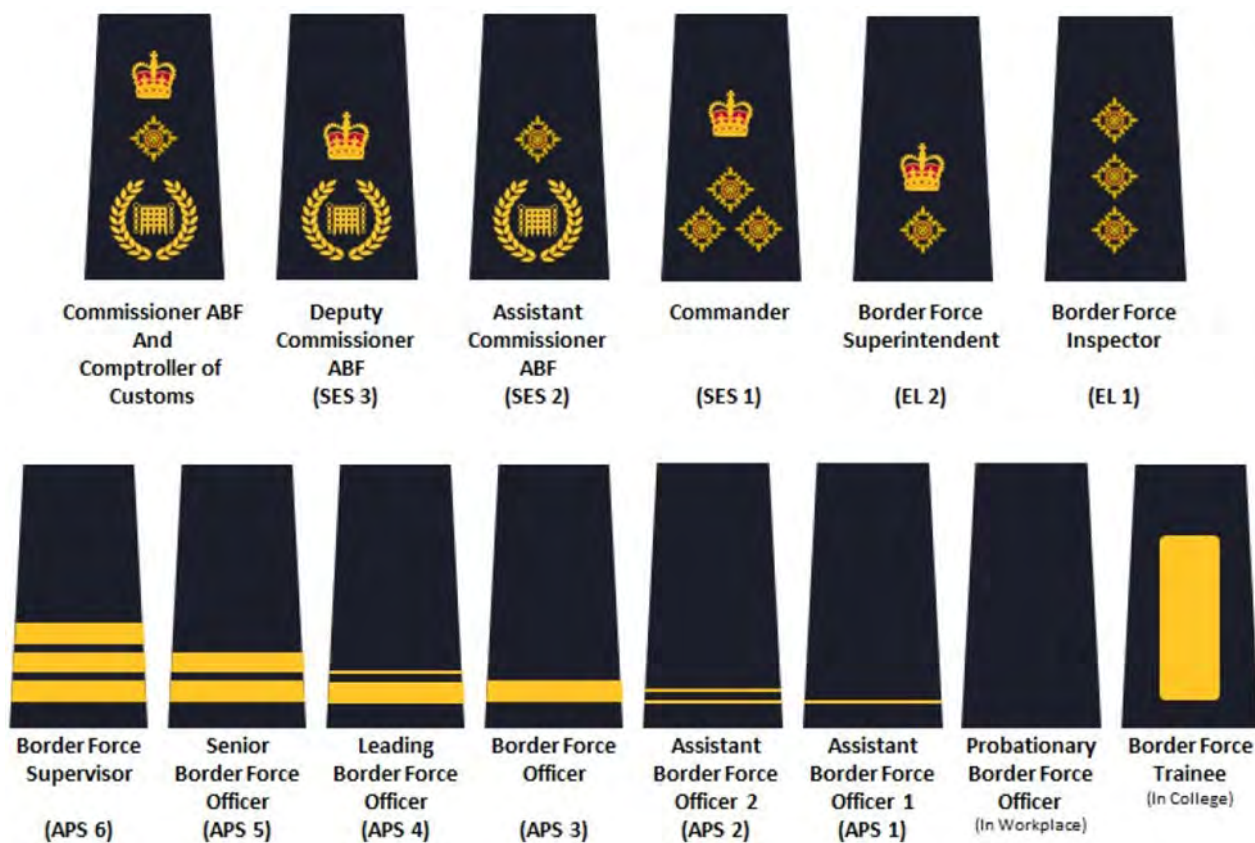 Commissioner ABF
And
Comptroller of
Customs
Deputy
Commissioner
ABF
(SES 3)
Assistant
Commissioner
ABF
(SES 2)
Commander
(SES 1)
Border Force
Superintendent
(EL 2)
Border Force
Inspector
(EL 1)
Border Force
Supervisor
(APS 6)
Senior
Border Force
Officer
(APS 5)
Leading
Border Force
Officer
(APS 4)
Border Force
Officer
(APS 3)
Assistant
Border Force
Officer 2
(APS 2)
Assistant
Border Force
Officer 1
(APS 1)
Probationary
Border Force
Officer
(In Workplace)
Border Force
Trainee
(In College)